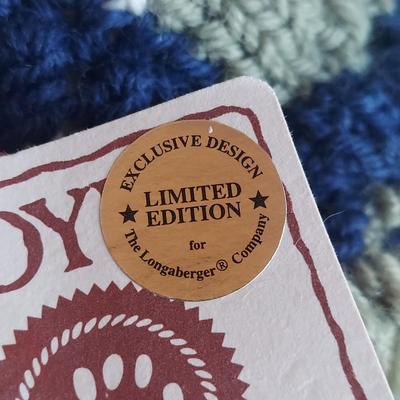 EXCLUSIVE DESIGN
LIMITED
EDITION
for
The Longaberger® Company